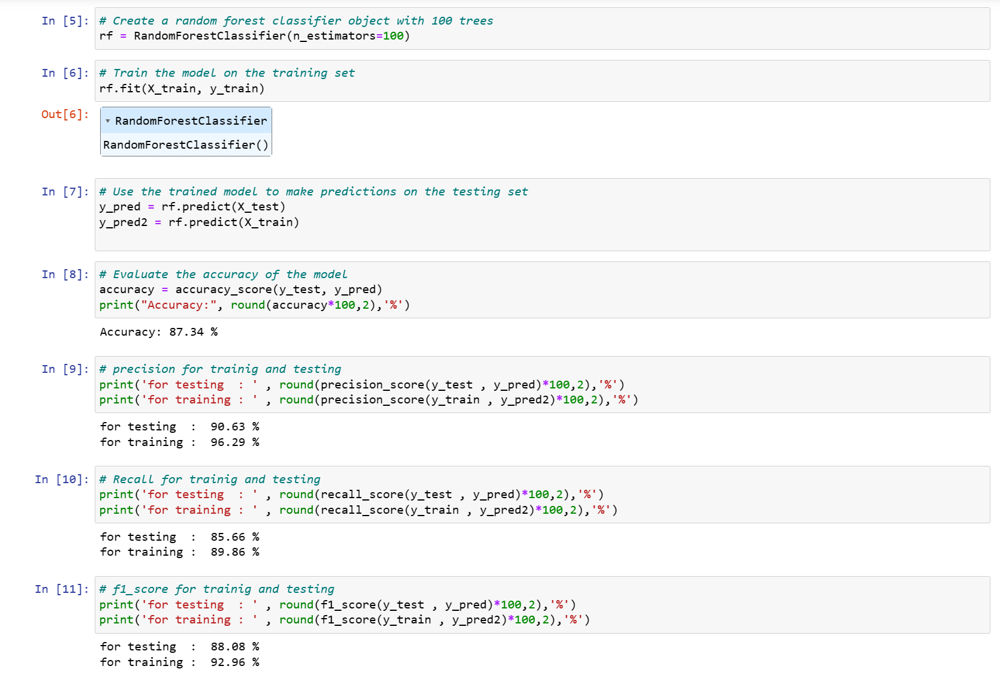 In [5]: # Create a random forest classifier object with 100 trees
rf = RandomForestClassifier(n_estimators=100)
In [6]: # Train the model on the training set
rf.fit(X_train, y_train)
Out[6]: ▾ RandomForestClassifier
RandomForestClassifier()
In [7]: # Use the trained model to make predictions on the testing set
y_pred = rf.predict(X_test)
y_pred2 = rf.predict(X_train)
In [8]: # Evaluate the accuracy of the model
accuracy = accuracy_score(y_test, y_pred)
print("Accuracy:", round(accuracy*100,2),'%')
Accuracy: 87.34 %
In [9]: # precision for trainig and testing
print('for testing  : ' , round(precision_score(y_test , y_pred)*100,2),'%')
print('for training : ' , round(precision_score(y_train , y_pred2)*100,2),'%')
for testing  :  90.63 %
for training :  96.29 %
In [10]: # Recall for trainig and testing
print('for testing  : ' , round(recall_score(y_test , y_pred)*100,2),'%')
print('for training : ' , round(recall_score(y_train , y_pred2)*100,2),'%')
for testing  :  85.66 %
for training :  89.86 %
In [11]: # f1_score for trainig and testing
print('for testing  : ' , round(f1_score(y_test , y_pred)*100,2),'%')
print('for training : ' , round(f1_score(y_train , y_pred2)*100,2),'%')
for testing  :  88.08 %
for training :  92.96 %